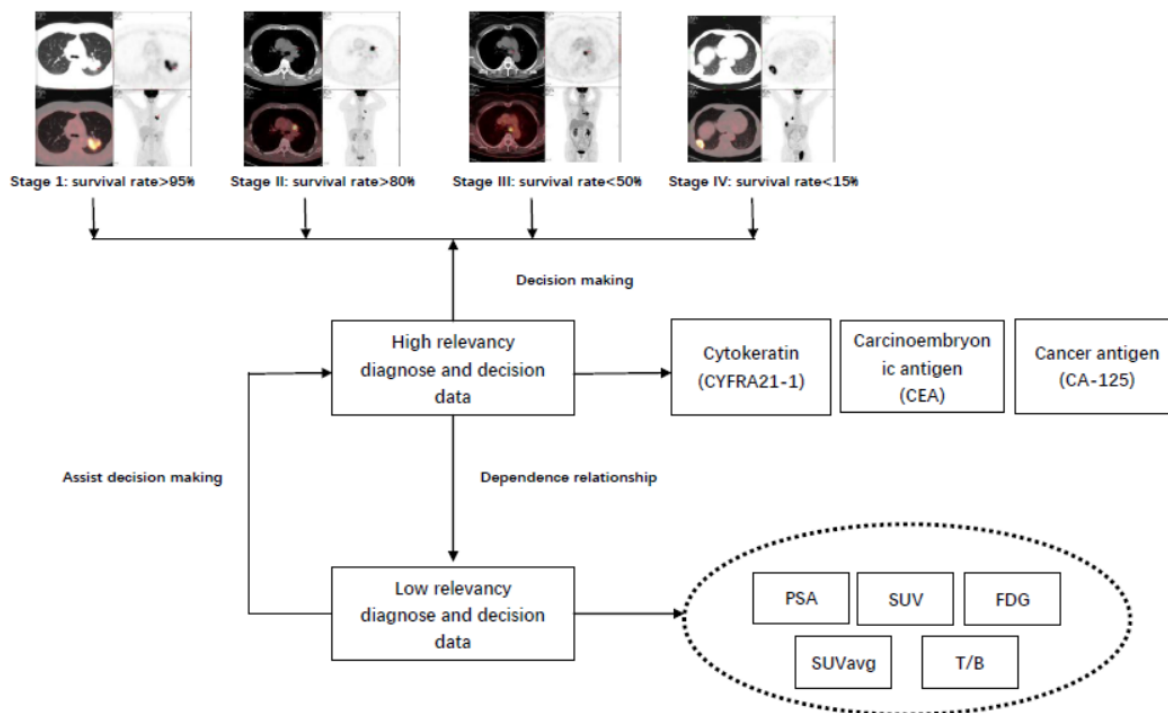 Stage 1: survival rate>95%
Stage II: survival rate>80%
Stage III: survival rate<50%
Stage IV: survival rate<15%
Decision making
High relevancy
diagnose and decision
data
Cytokeratin
(CYFRA21-1)
Carcinoembryon
ic antigen
(CEA)
Cancer antigen
(CA-125)
Assist decision making
Dependence relationship
Low relevancy
diagnose and decision
data
PSA
SUV
FDG
SUVavg
T/B